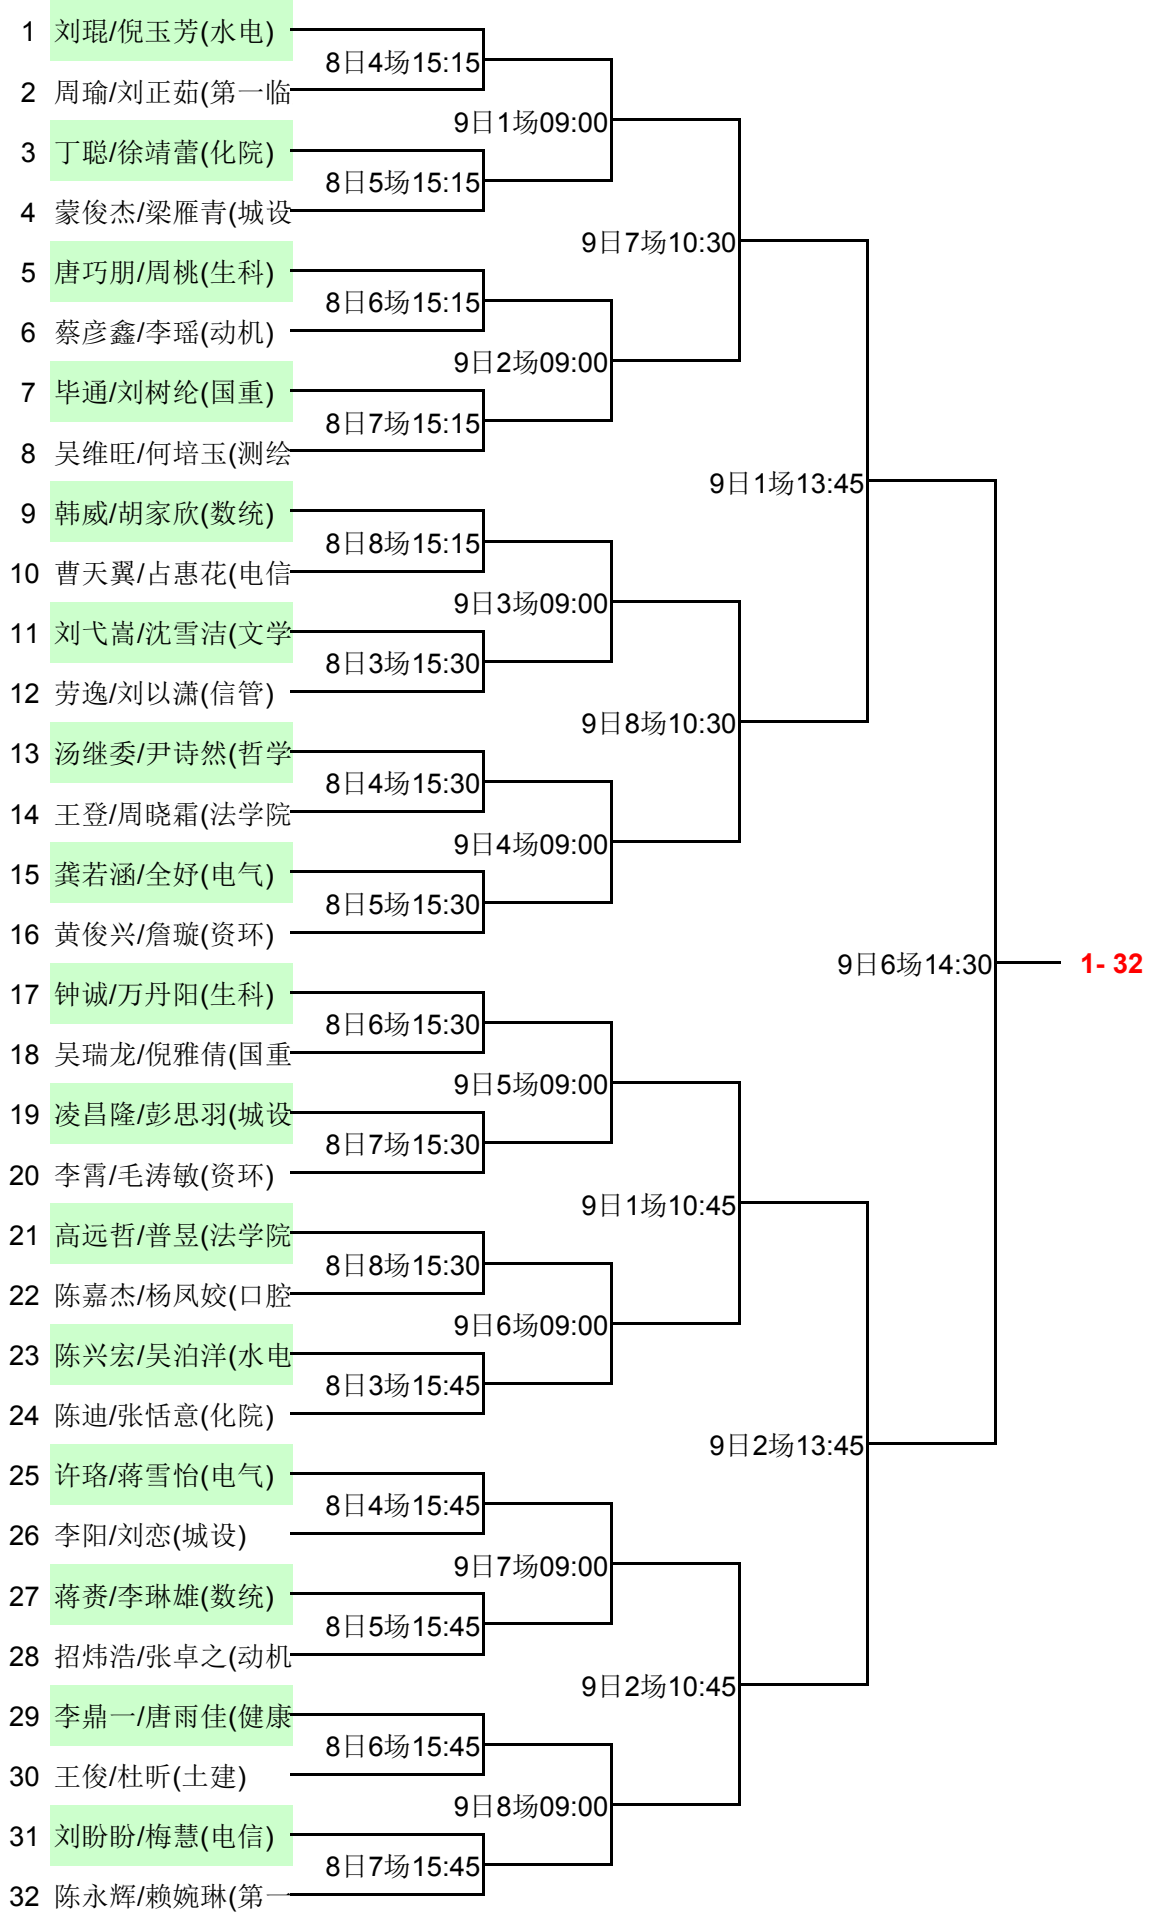 1 刘琨/倪玉芳(水电)
8日4场15:15
2 周瑜/刘正茹(第一临
9日1场09:00
3 丁聪/徐靖蕾(化院)
8日5场15:15
4 蒙俊杰/梁雁青(城设
9日7场10:30
5 唐巧朋/周桃(生科)
8日6场15:15
6 蔡彦鑫/李瑶(动机)
9日2场09:00
7 毕通/刘树纶(国重)
8日7场15:15
8 吴维旺/何培玉(测绘
9日1场13:45
9 韩威/胡家欣(数统)
8日8场15:15
10 曹天翼/占惠花(电信
9日3场09:00
11 刘弋嵩/沈雪洁(文学
8日3场15:30
12 劳逸/刘以潇(信管)
9日8场10:30
13 汤继委/尹诗然(哲学
8日4场15:30
14 王登/周晓霜(法学院
9日4场09:00
15 龚若涵/全妤(电气)
8日5场15:30
16 黄俊兴/詹璇(资环)
9日6场14:30
1- 32
17 钟诚/万丹阳(生科)
8日6场15:30
18 吴瑞龙/倪雅倩(国重
9日5场09:00
19 凌昌隆/彭思羽(城设
8日7场15:30
20 李霄/毛涛敏(资环)
9日1场10:45
21 高远哲/普昱(法学院
8日8场15:30
22 陈嘉杰/杨凤姣(口腔
9日6场09:00
23 陈兴宏/吴泊洋(水电
8日3场15:45
24 陈迪/张恬意(化院)
9日2场13:45
25 许珞/蒋雪怡(电气)
8日4场15:45
26 李阳/刘恋(城设)
9日7场09:00
27 蒋赉/李琳雄(数统)
8日5场15:45
28 招炜浩/张卓之(动机
9日2场10:45
29 李鼎一/唐雨佳(健康
8日6场15:45
30 王俊/杜昕(土建)
9日8场09:00
31 刘盼盼/梅慧(电信)
8日7场15:45
32 陈永辉/赖婉琳(第一